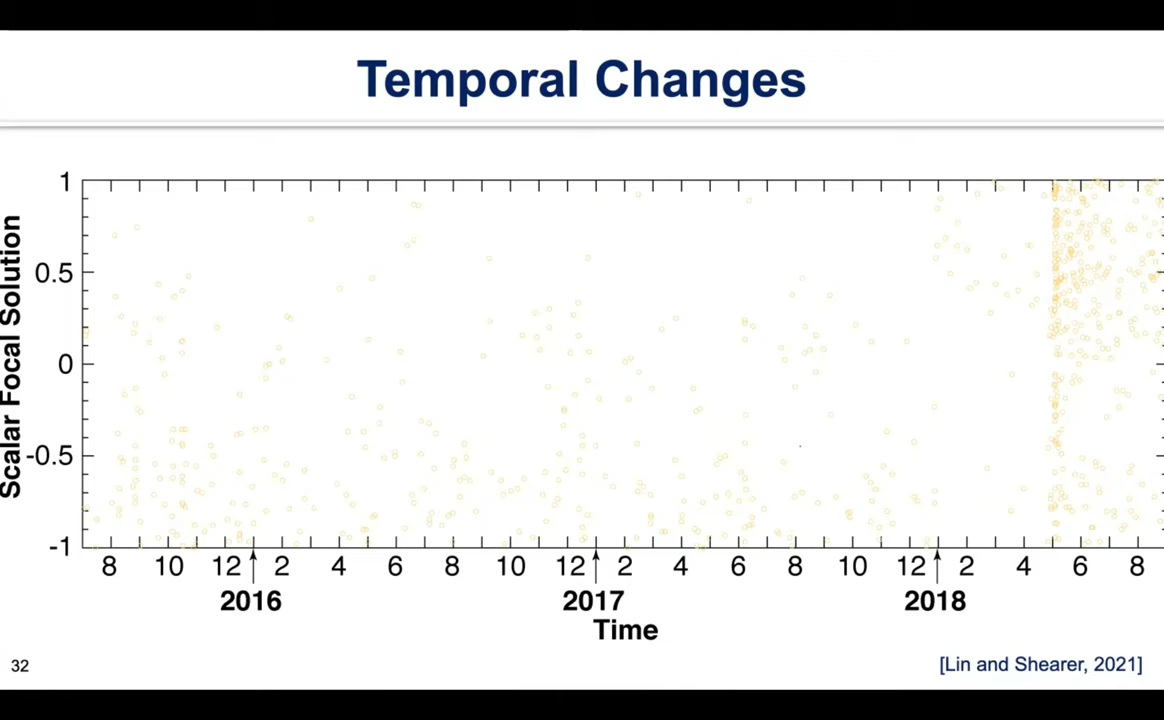 Temporal Changes
Scalar Focal Solution
1
0.5
0
-0.5
-1
8 10 12 2 4 6 8 10 12 2 4 6 8 10 12 2 4 6 8
2016 2017 2018
Time
32
[Lin and Shearer, 2021]